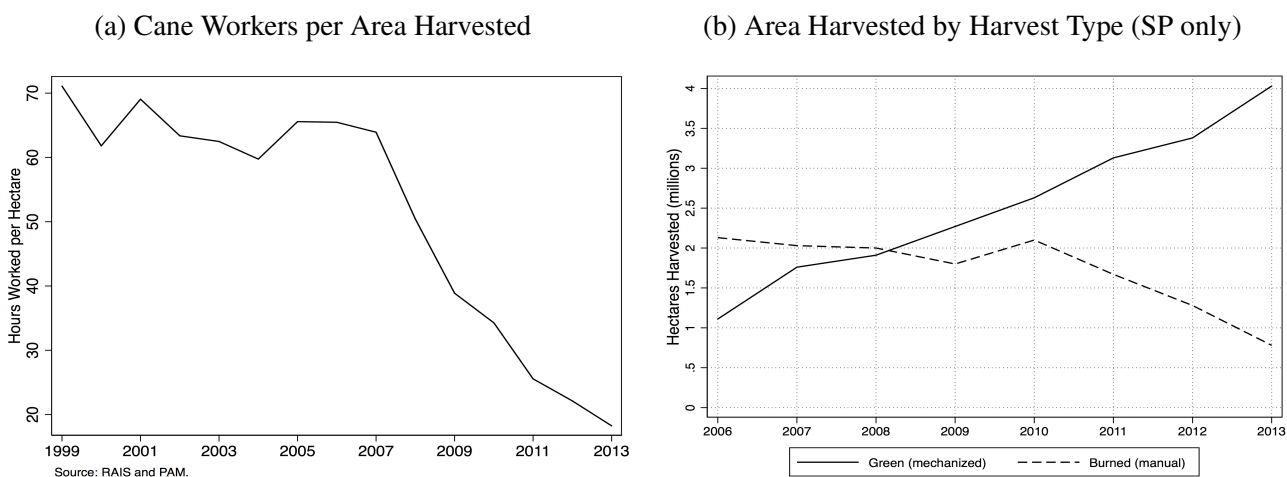 (a) Cane Workers per Area Harvested
Hours Worked per Hectare
70
60
50
40
30
20
1999 2001 2003 2005 2007 2009 2011 2013
Source: RAIS and PAM.
(b) Area Harvested by Harvest Type (SP only)
Hectares Harvested (millions)
4
3.5
3
2.5
2
1.5
1
.5
0
2006 2007 2008 2009 2010 2011 2012 2013
Green (mechanized) Burned (manual)